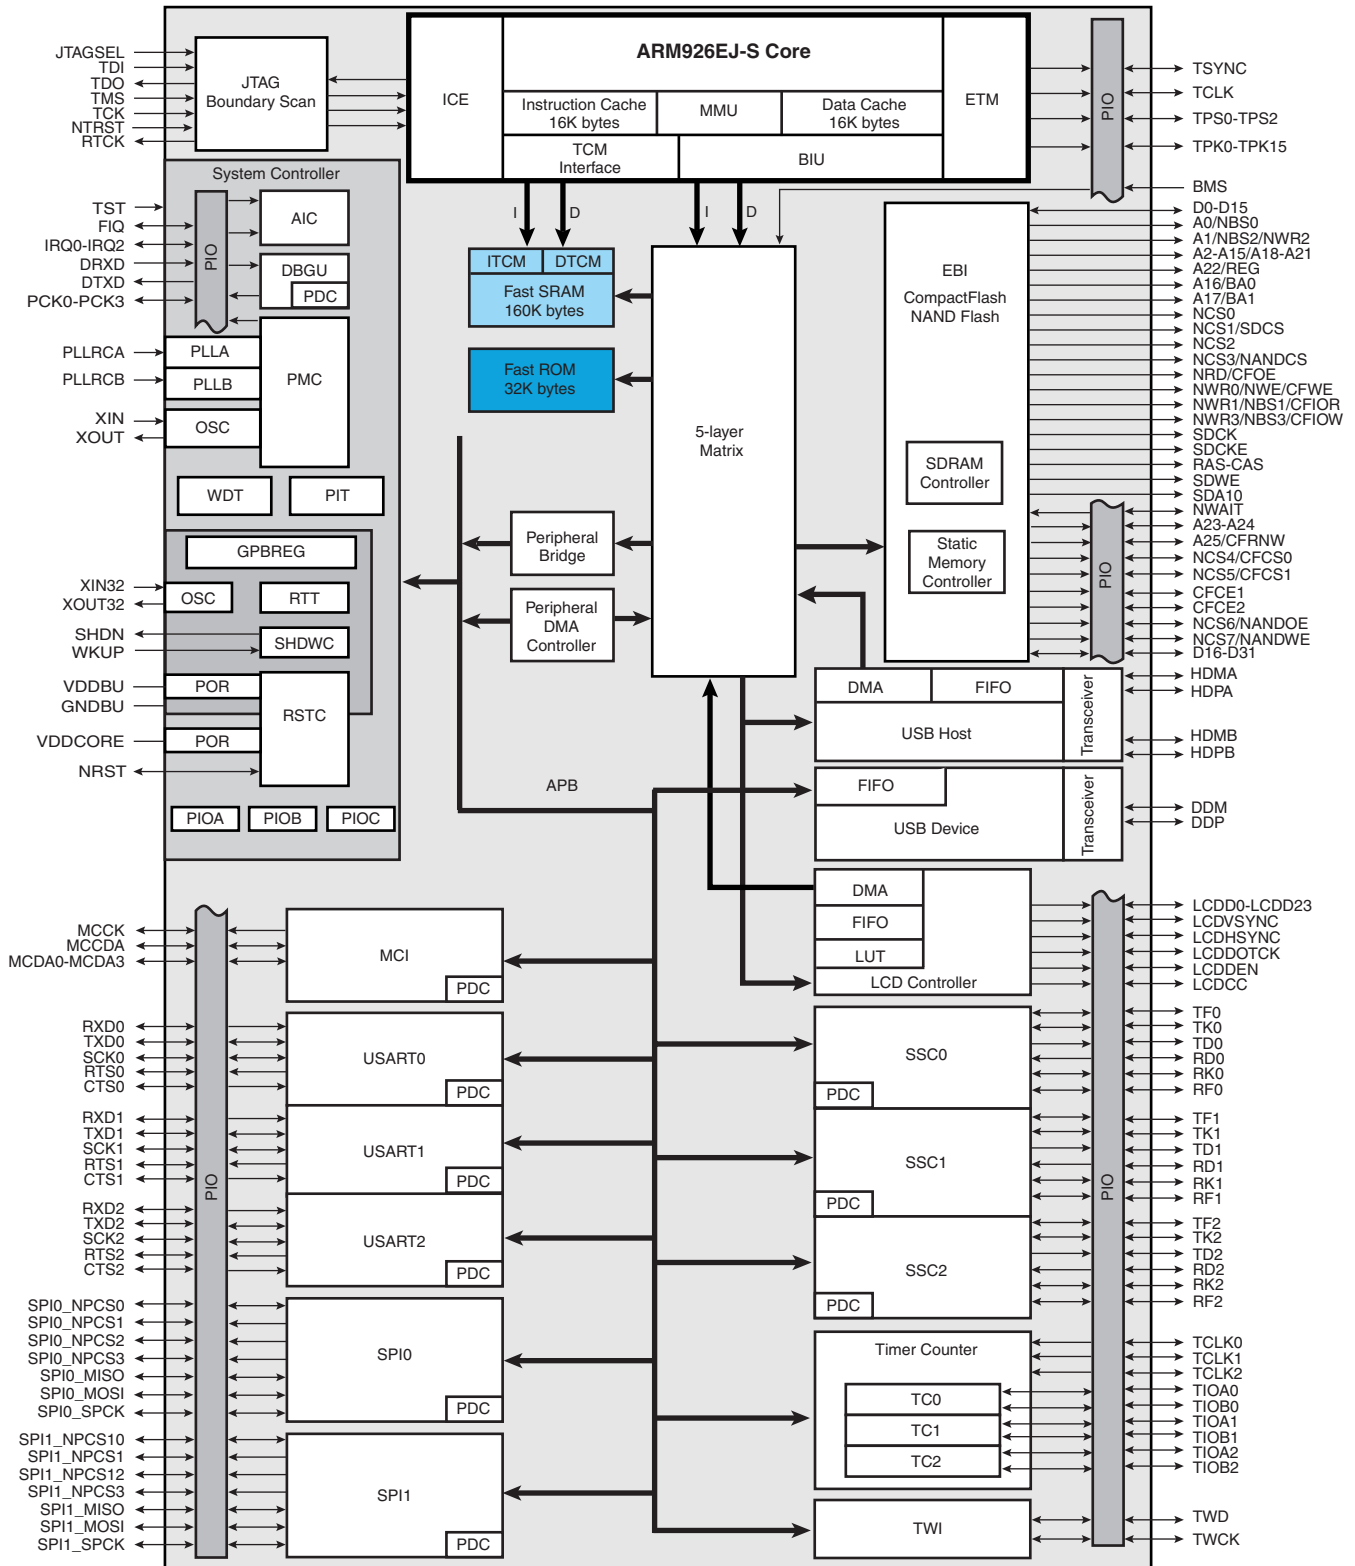 JTAGSEL
TDI
TDO
TMS
TCK
NTRST
RTCK
JTAG
Boundary Scan
ICE
ARM926EJ-S Core
Instruction Cache
16K bytes
MMU
Data Cache
16K bytes
TCM
Interface
BIU
ETM
PIO
TSYNC
TCLK
TPS0-TPS2
TPK0-TPK15
BMS
I
D
I
D
System Controller
TST
FIQ
IRQ0-IRQ2
DRXD
DTXD
PCK0-PCK3
PIO
AIC
DBGU
PDC
PLLRCA
PLLRCB
XIN
XOUT
PLLA
PLLB
OSC
PMC
WDT
PIT
GPBREG
XIN32
XOUT32
OSC
RTT
SHDN
WKUP
SHDWC
VDDBU
GNDBU
POR
RSTC
VDDCORE
POR
NRST
PIOA
PIOB
PIOC
ITCM
DTCM
Fast SRAM
160K bytes
Fast ROM
32K bytes
5-layer
Matrix
Peripheral
Bridge
Peripheral
DMA
Controller
APB
EBI
CompactFlash
NAND Flash
SDRAM
Controller
Static
Memory
Controller
D0-D15
A0/NBS0
A1/NBS2/NWR2
A2-A15/A18-A21
A22/REG
A16/BA0
A17/BA1
NCS0
NCS1/SDCS
NCS2
NCS3/NANDCS
NRD/CFOE
NWR0/NWE/CFWE
NWR1/NBS1/CFIOR
NWR3/NBS3/CFIOW
SDCK
SDCKE
RAS-CAS
SDWE
SDA10
PIO
NWAIT
A23-A24
A25/CFRNW
NCS4/CFCS0
NCS5/CFCS1
CFCE1
CFCE2
NCS6/NANDOE
NCS7/NANDWE
D16-D31
DMA
FIFO
USB Host
Transceiver
HDMA
HDPA
HDMB
HDPB
FIFO
USB Device
Transceiver
DDM
DDP
DMA
FIFO
LUT
LCD Controller
LCDD0-LCDD23
LCDVSYNC
LCDHSYNC
LCDDOTCK
LCDDEN
LCDCC
MCCK
MCCDA
MCDA0-MCDA3
MCI
PDC
RXD0
TXD0
SCK0
RTS0
CTS0
USART0
PDC
RXD1
TXD1
SCK1
RTS1
CTS1
PIO
USART1
PDC
RXD2
TXD2
SCK2
RTS2
CTS2
USART2
PDC
SPI0_NPCS0
SPI0_NPCS1
SPI0_NPCS2
SPI0_NPCS3
SPI0_MISO
SPI0_MOSI
SPI0_SPCK
SPI0
PDC
SPI1_NPCS10
SPI1_NPCS1
SPI1_NPCS12
SPI1_NPCS3
SPI1_MISO
SPI1_MOSI
SPI1_SPCK
SPI1
PDC
SSC0
PDC
TF0
TK0
TD0
RD0
RK0
RF0
SSC1
PDC
PIO
TF1
TK1
TD1
RD1
RK1
RF1
SSC2
PDC
TF2
TK2
TD2
RD2
RK2
RF2
Timer Counter
TC0
TC1
TC2
TCLK0
TCLK1
TCLK2
TIOA0
TIOB0
TIOA1
TIOB1
TIOA2
TIOB2
TWI
TWD
TWCK